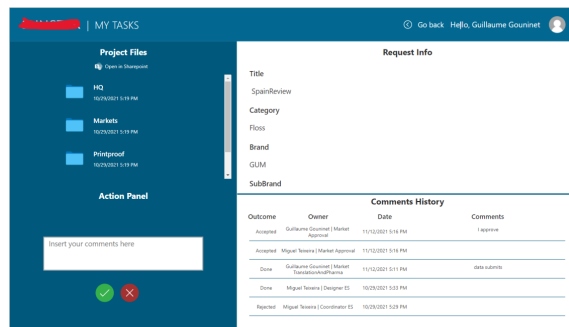 | MY TASKS
Go back Hello, Guillaume Gouninet
Project Files
Open in Sharepoint
HQ
10/29/2021 5:19 PM
Markets
10/29/2021 5:19 PM
Printproof
10/29/2021 5:19 PM
Action Panel
Insert your comments here
Request Info
Title
SpainReview
Category
Floss
Brand
GUM
SubBrand
Comments History
Outcome Owner Date Comments
Accepted Guillaume Gouninet | Market Approval 11/12/2021 5:16 PM I approve
Accepted Miguel Teixeira | Market Approval 11/12/2021 5:16 PM
Done Guillaume Gouninet | Market TranslationAndPharma 11/12/2021 5:11 PM data submits
Done Miguel Teixeira | Designer ES 10/29/2021 5:33 PM
Rejected Miguel Teixeira | Coordinator ES 10/29/2021 5:29 PM